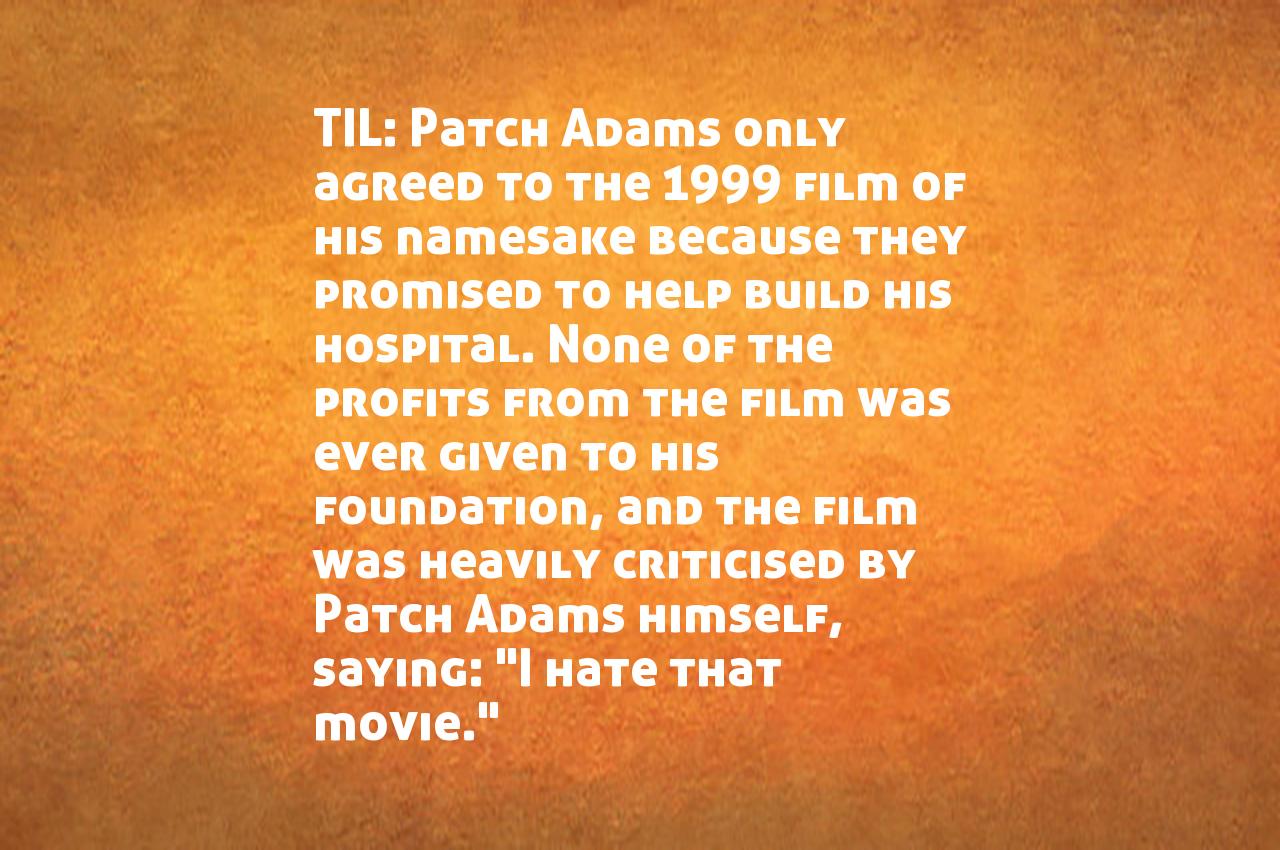 TIL: Patch Adams only
agreed to the 1999 film of
his namesake because they
promised to help build his
hospital. None of the
profits from the film was
ever given to his
foundation, and the film
was heavily criticised by
Patch Adams himself,
saying: "I hate that
movie."